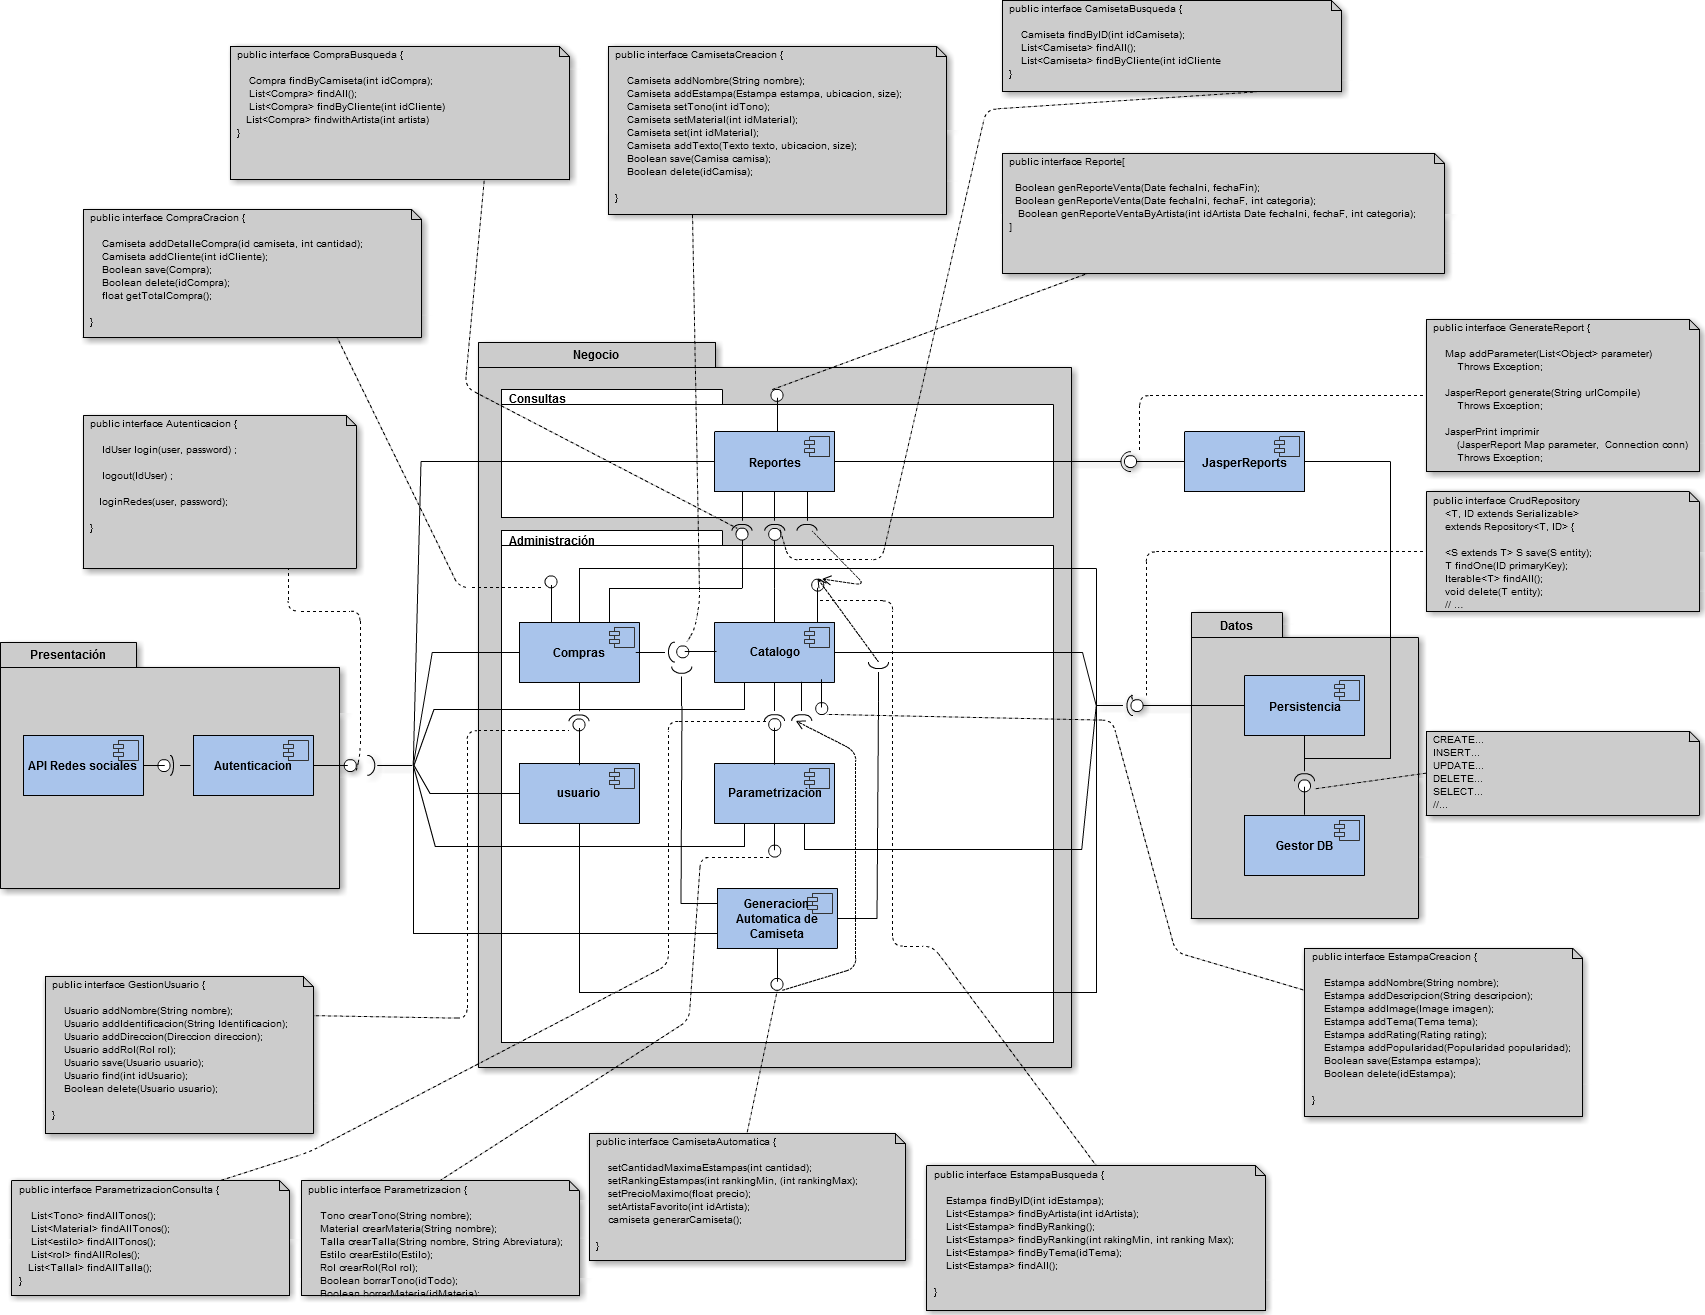 public interface CamisetaBusqueda {
Camiseta findByID(int idCamiseta);
List<Camiseta> findAll();
List<Camiseta> findByCliente(int idCliente
}
public interface CompraBusqueda {
Compra findByCamiseta(int idCompra);
List<Compra> findAll();
List<Compra> findByCliente(int idCliente)
List<Compra> findwithArtista(int artista)
}
public interface CamisetaCreacion {
Camiseta addNombre(String nombre);
Camiseta addEstampa(Estampa estampa, ubicacion, size);
Camiseta setTono(int idTono);
Camiseta setMaterial(int idMaterial);
Camiseta set(int idMaterial);
Camiseta addTexto(Texto texto, ubicacion, size);
Boolean save(Camisa camisa);
Boolean delete(idCamisa);
}
public interface Reporte[
Boolean genReporteVenta(Date fechaIni, fechaFin);
Boolean genReporteVenta(Date fechaIni, fechaF, int categoria);
Boolean genReporteVentaByArtista(int idArtista Date fechaIni, fechaF, int categoria);
]
public interface CompraCracion {
Camiseta addDetalleCompra(id camiseta, int cantidad);
Camiseta addCliente(int idCliente);
Boolean save(Compra);
Boolean delete(idCompra);
float getTotalCompra();
}
public interface GenerateReport {
Map addParameter(List<Object> parameter)
Throws Exception;
JasperReport generate(String urlCompile)
Throws Exception;
JasperPrint imprimir
(JasperReport Map parameter, Connection conn)
Throws Exception;
Negocio
Consultas
Reportes
JasperReports
public interface Autenticacion {
IdUser login(user, password) ;
logout(IdUser) ;
loginRedes(user, password);
}
public interface CrudRepository
<T, ID extends Serializable>
extends Repository<T, ID> {
<S extends T> S save(S entity);
T findOne(ID primaryKey);
Iterable<T> findAll();
void delete(T entity);
// ...
Administración
Compras
Catalogo
Presentación
API Redes sociales
Autenticacion
usuario
Parametrización
Datos
Persistencia
Gestor DB
CREATE...
INSERT...
UPDATE...
DELETE...
SELECT...
//...
Generacion
Automatica de
Camiseta
public interface EstampaCreacion {
Estampa addNombre(String nombre);
Estampa addDescripcion(String descripcion);
Estampa addImage(Image imagen);
Estampa addTema(Tema tema);
Estampa addRating(Rating rating);
Estampa addPopularidad(Popularidad popularidad);
Boolean save(Estampa estampa);
Boolean delete(idEstampa);
}
public interface GestionUsuario {
Usuario addNombre(String nombre);
Usuario addIdentificacion(String Identificacion);
Usuario addDireccion(Direccion direccion);
Usuario addRol(Rol rol);
Usuario save(Usuario usuario);
Usuario find(int idUsuario);
Boolean delete(Usuario usuario);
}
public interface CamisetaAutomatica {
setCantidadMaximaEstampas(int cantidad);
setRankingEstampas(int rankingMin, (int rankingMax);
setPrecioMaximo(float precio);
setArtistaFavorito(int idArtista);
camiseta generarCamiseta();
}
public interface EstampaBusqueda {
Estampa findByID(int idEstampa);
List<Estampa> findByArtista(int idArtista);
List<Estampa> findByRanking();
List<Estampa> findByRanking(int rakingMin, int ranking Max);
List<Estampa> findByTema(idTema);
List<Estampa> findAll();
}
public interface ParametrizacionConsulta {
List<Tono> findAllTonos();
List<Material> findAllTonos();
List<estilo> findAllTonos();
List<rol> findAllRoles();
List<Tallal> findAllTalla();
}
public interface Parametrizacion {
Tono crearTono(String nombre);
Material crearMateria(String nombre);
Talla crearTalla(String nombre, String Abreviatura);
Estilo crearEstilo(Estilo);
Rol crearRol(Rol rol);
Boolean borrarTono(idTodo);
Boolean borrarMateria(idMateria);